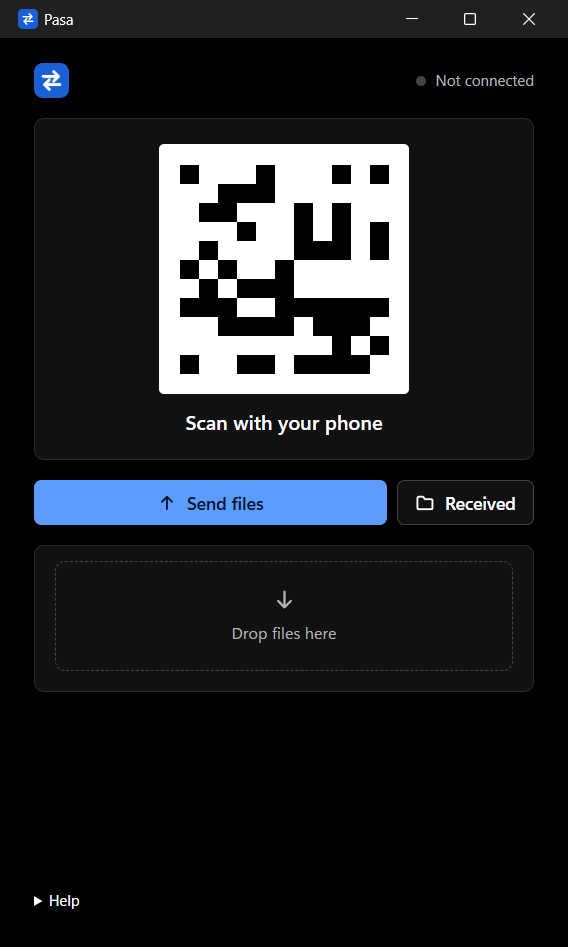 Pasa
Not connected
Scan with your phone
Send files
Received
Drop files here
Help